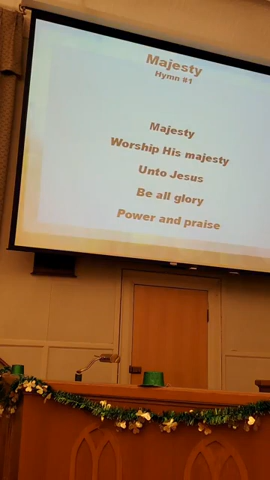 Majesty
Hymn #1
Majesty
Worship His majesty
Unto Jesus
Be all glory
Power and praise